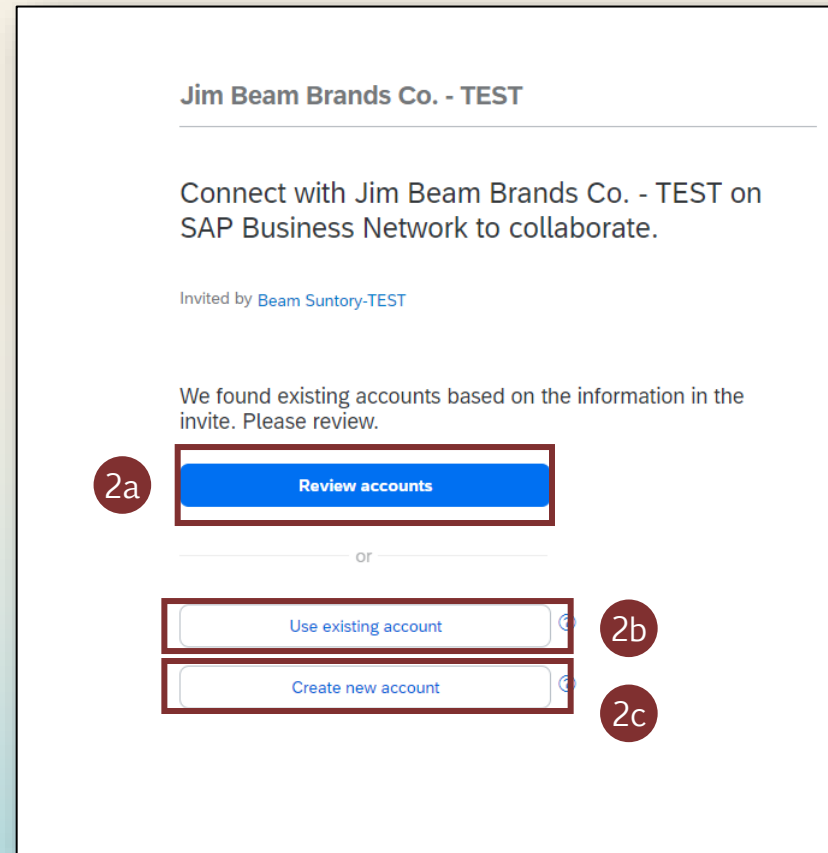 Jim Beam Brands Co. - TEST
Connect with Jim Beam Brands Co. - TEST on
SAP Business Network to collaborate.
Invited by Beam Suntory-TEST
We found existing accounts based on the information in the
invite. Please review.
2a
Review accounts
or
Use existing account
?
2b
Create new account
?
2c